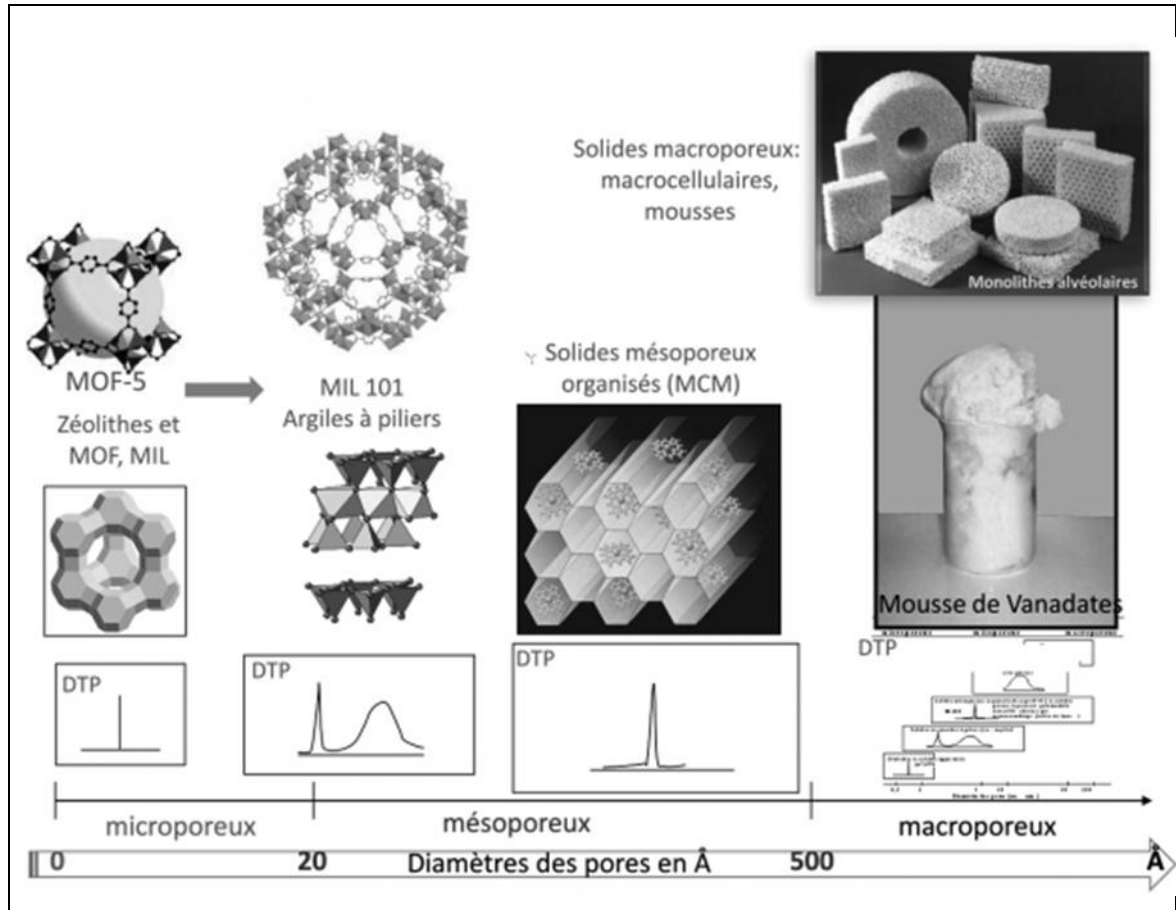 Solides macroporeux:
macrocellulaires,
mousses
Monolithes alvéolaires
MOF-5
Zéolithes et
MOF, MIL
MIL 101
Argiles à piliers
Solides mésoporeux
organisés (MCM)
Mousse de Vanadates
DTP
DTP
DTP
DTP
microporeux
mésoporeux
macroporeux
0
20
Diamètres des pores en Å
500
Å